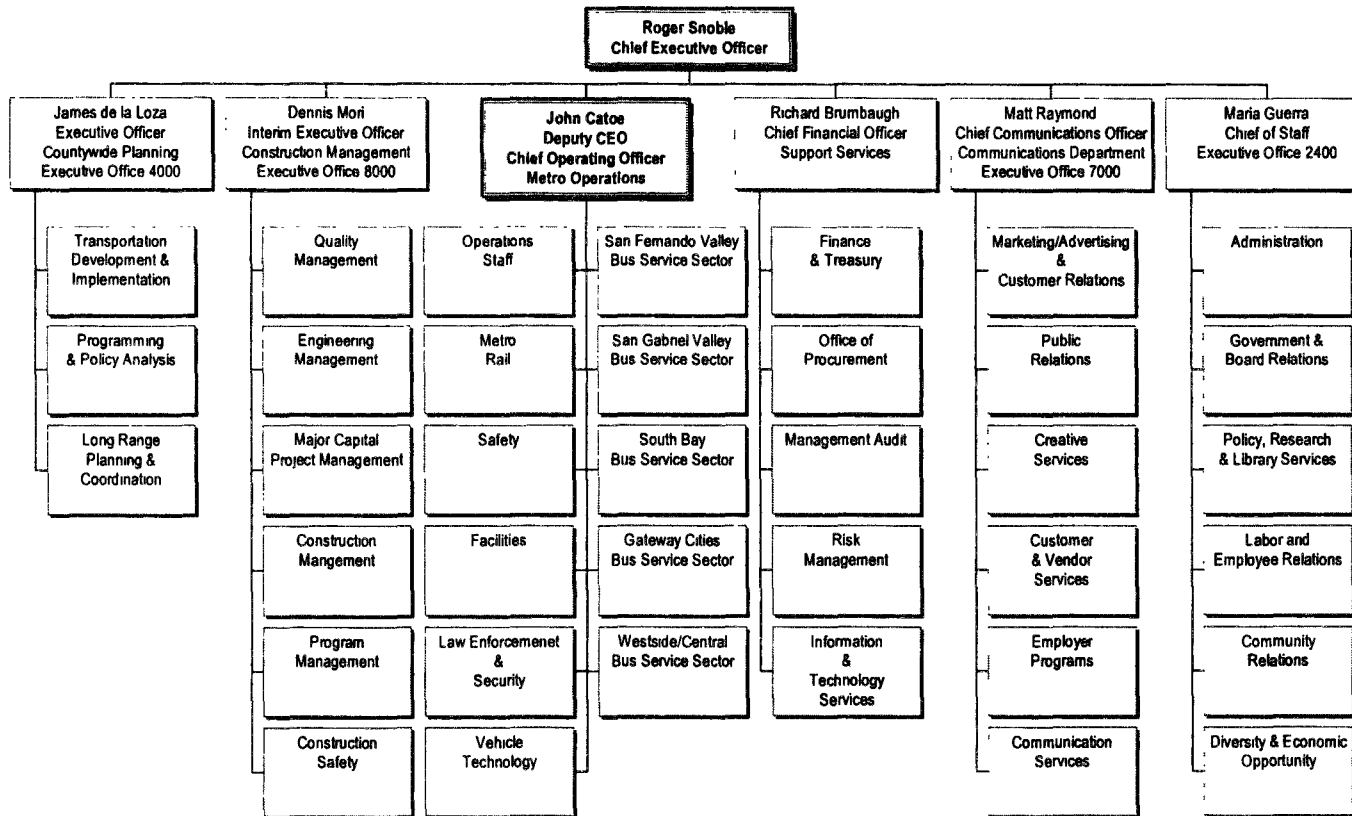 Roger Snoble
Chief Executive Officer
James de la Loza
Executive Officer
Countywide Planning
Executive Office 4000
Dennis Mori
Interim Executive Officer
Construction Management
Executive Office 8000
John Catoe
Deputy CEO
Chief Operating Officer
Metro Operations
Richard Brumbaugh
Chief Financial Officer
Support Services
Matt Raymond
Chief Communications Officer
Communications Department
Executive Office 7000
Maria Guerra
Chief of Staff
Executive Office 2400
Transportation
Development &
Implementation
Programming
& Policy Analysis
Long Range
Planning &
Coordination
Quality
Management
Engineering
Management
Major Capital
Project Management
Construction
Mangement
Program
Management
Construction
Safety
Operations
Staff
Metro
Rail
Safety
Facilities
Law Enforcemenet
&
Security
Vehicle
Technology
San Fernando Valley
Bus Service Sector
San Gabriel Valley
Bus Service Sector
South Bay
Bus Service Sector
Gateway Cities
Bus Service Sector
Westside/Central
Bus Service Sector
Finance
& Treasury
Office of
Procurement
Management Audit
Risk
Management
Information
&
Technology
Services
Marketing/Advertising
&
Customer Relations
Public
Relations
Creative
Services
Customer
& Vendor
Services
Employer
Programs
Communication
Services
Administration
Government &
Board Relations
Policy, Research
& Library Services
Labor and
Employee Relations
Community
Relations
Diversity & Economic
Opportunity